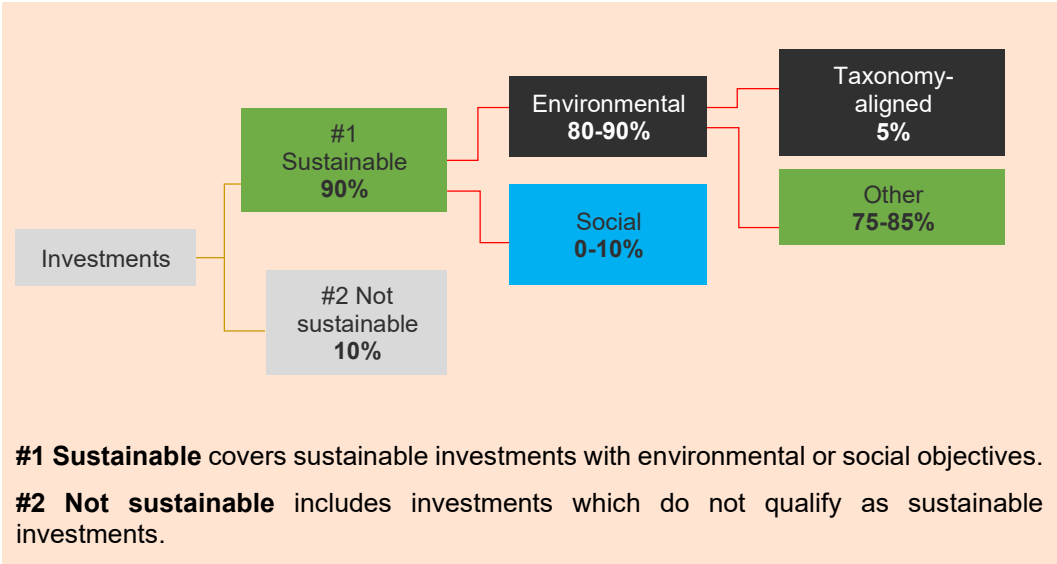 Investments
#1
Sustainable
90%
#2 Not
sustainable
10%
Environmental
80-90%
Social
0-10%
Taxonomy-
aligned
5%
Other
75-85%
#1 Sustainable covers sustainable investments with environmental or social objectives.
#2 Not sustainable includes investments which do not qualify as sustainable
investments.